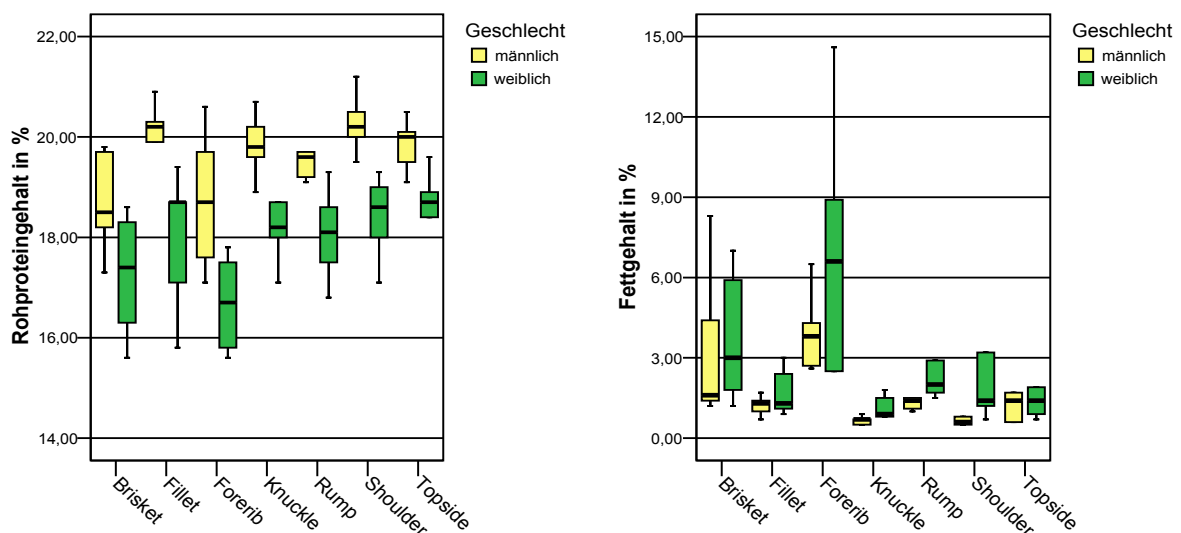 Geschlecht
männlich
weiblich
Rohproteingehalt in %
22,00
20,00
18,00
16,00
14,00
Brisket
Fillet
Forerib
Knuckle
Rump
Shoulder
Topside
Geschlecht
männlich
weiblich
Fettgehalt in %
15,00
12,00
9,00
6,00
3,00
0,00
Brisket
Fillet
Forerib
Knuckle
Rump
Shoulder
Topside